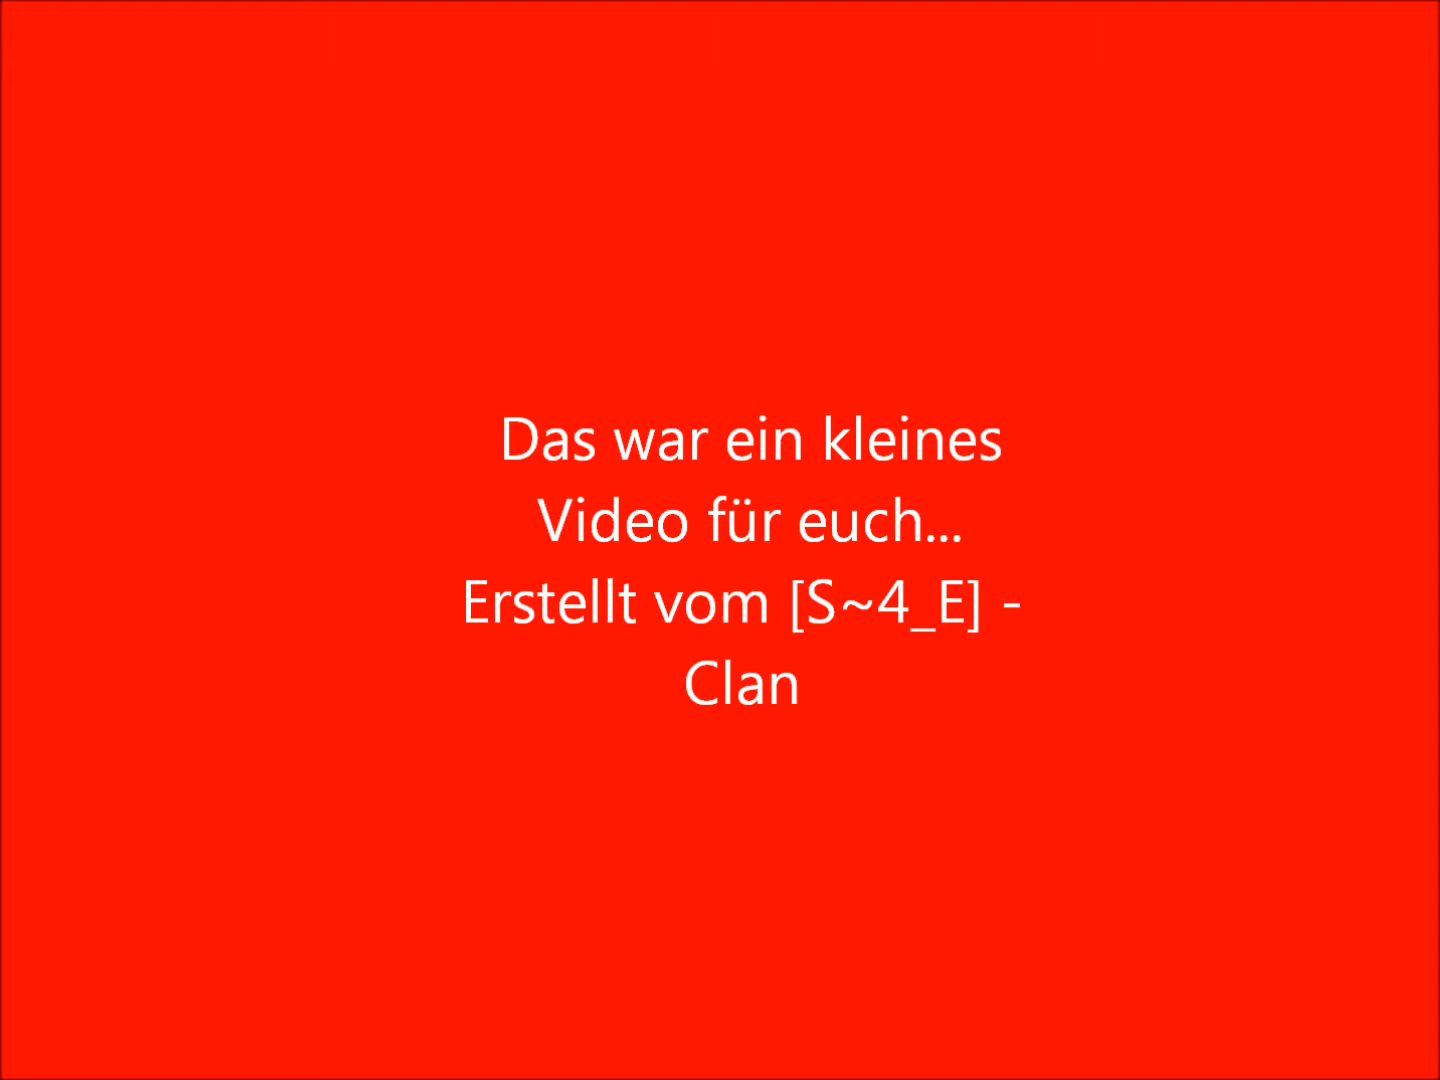 Das war ein kleines
Video für euch...
Erstellt vom [S~4_E] -
Clan